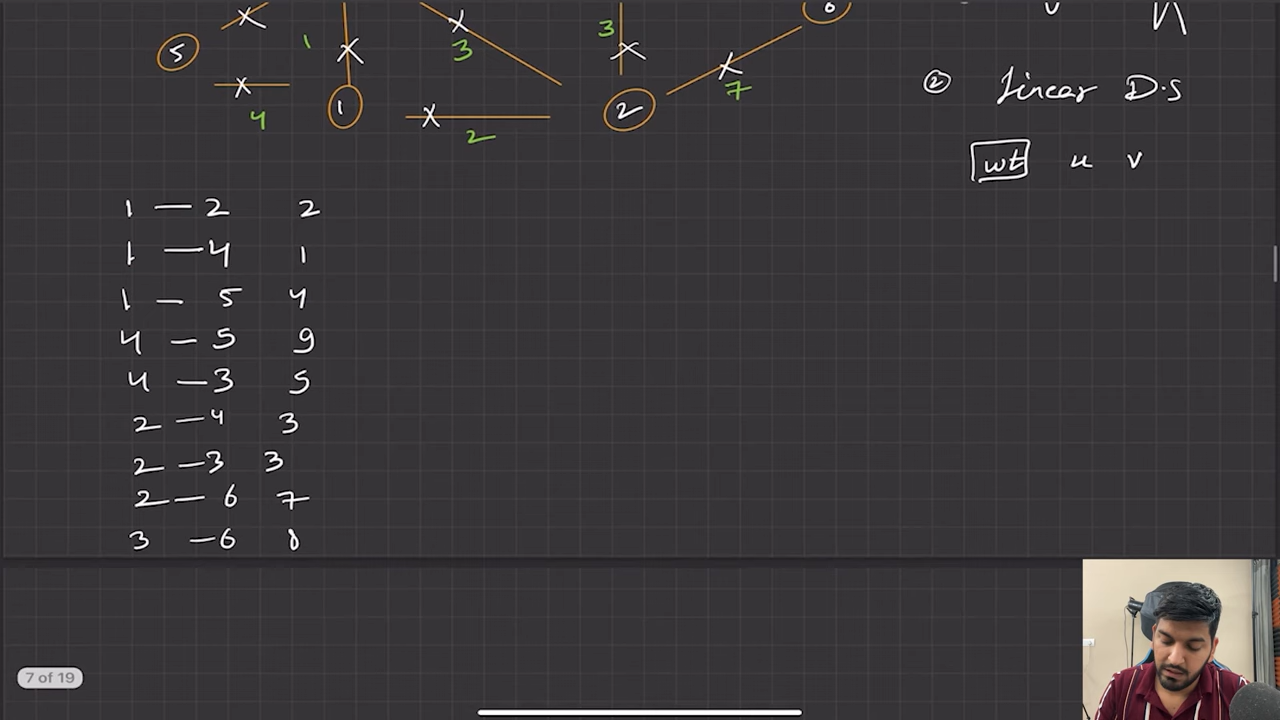 5 1 3 3 7
4 1 2 2
② linear D.S
wt u v
1 — 2 2
1 — 4 1
1 — 5 4
4 — 5 9
4 — 3 5
2 — 4 3
2 — 3 3
2 — 6 7
3 — 6 8
7 of 19